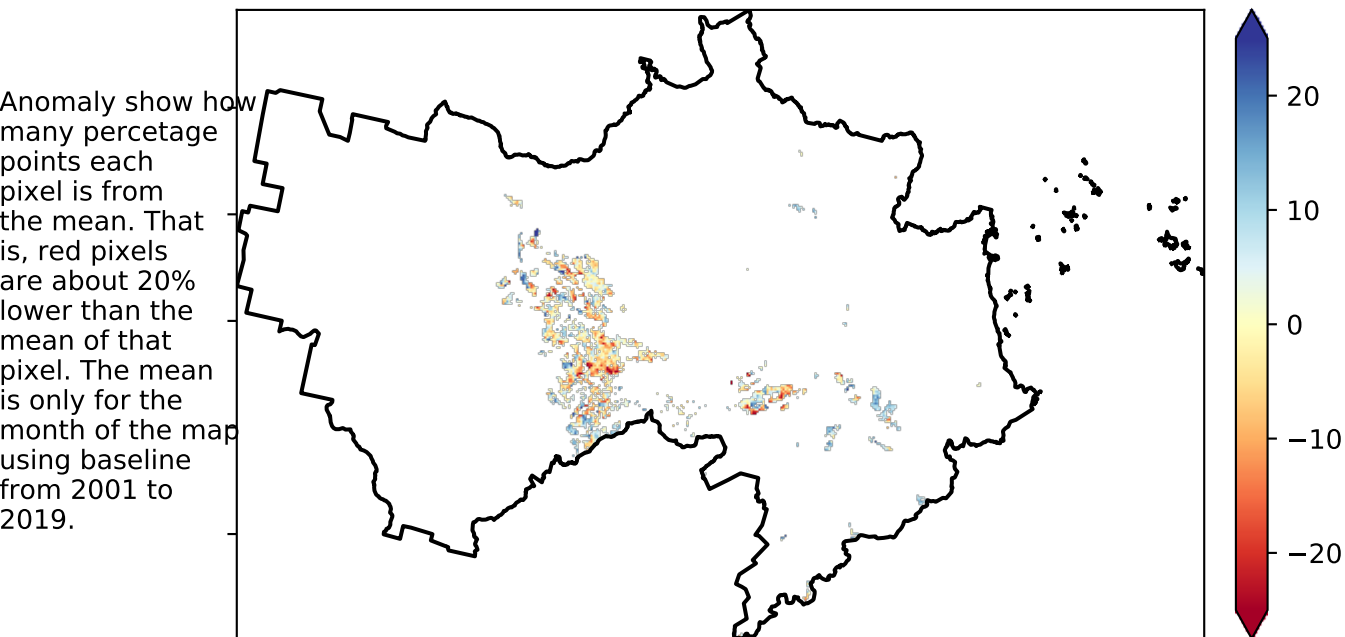 Anomaly show how
many percetage
points each
pixel is from
the mean. That
is, red pixels
are about 20%
lower than the
mean of that
pixel. The mean
is only for the
month of the map
using baseline
from 2001 to
2019.
20
10
0
−10
−20